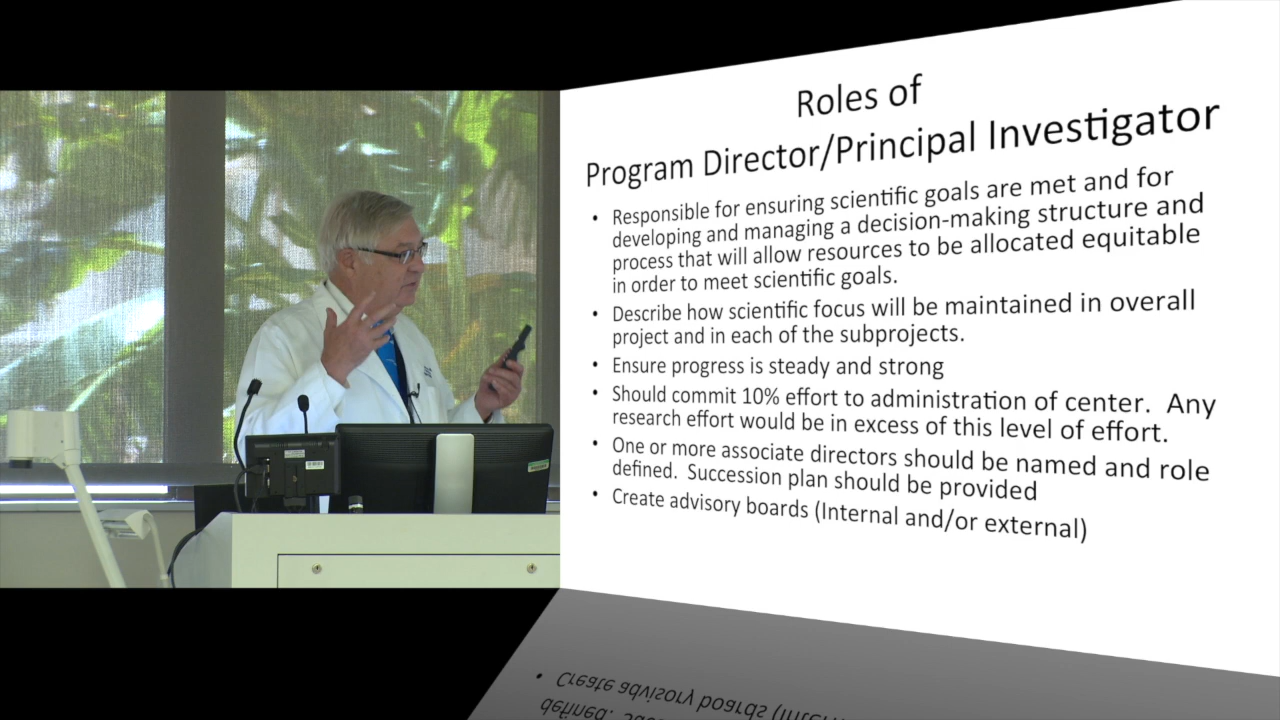 Roles of
Program Director/Principal Investigator
• Responsible for ensuring scientific goals are met and for
developing and managing a decision-making structure and
process that will allow resources to be allocated equitable
in order to meet scientific goals.
• Describe how scientific focus will be maintained in overall
project and in each of the subprojects.
• Ensure progress is steady and strong
• Should commit 10% effort to administration of center. Any
research effort would be in excess of this level of effort.
• One or more associate directors should be named and role
defined. Succession plan should be provided
• Create advisory boards (Internal and/or external)